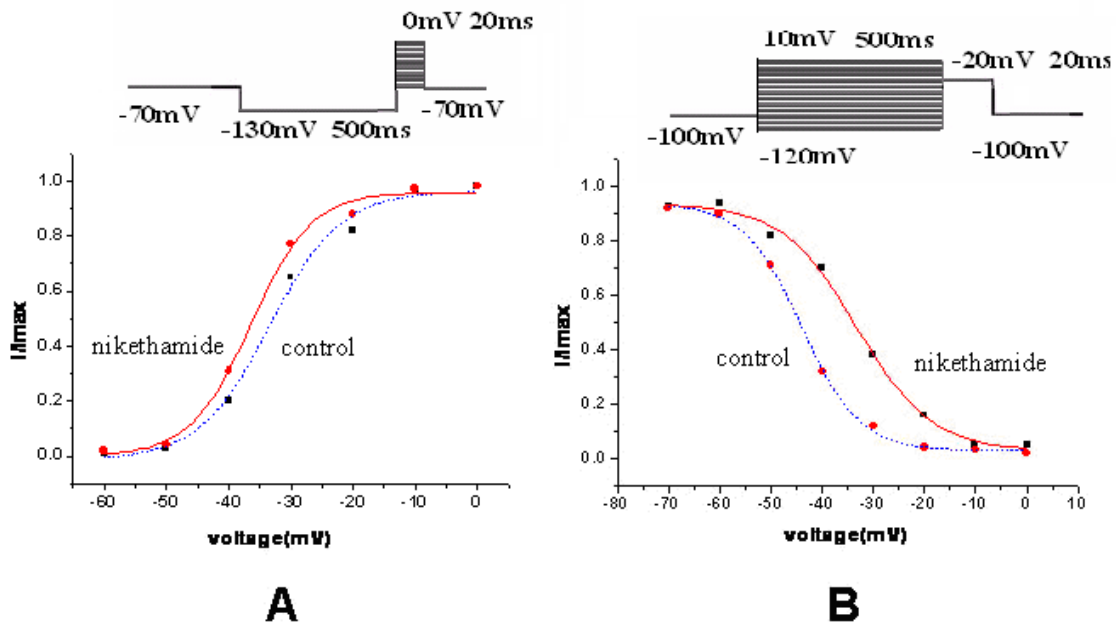 0mV 20ms
-70mV
-130mV 500ms
-70mV
1.0
0.8
0.6
0.4
0.2
0.0
I/Imax
nikethamide
control
-60 -50 -40 -30 -20 -10 0
voltage(mV)
A
10mV 500ms
-20mV 20ms
-100mV
-120mV
-100mV
1.0
0.8
0.6
0.4
0.2
0.0
I/Imax
control
nikethamide
-80 -70 -60 -50 -40 -30 -20 -10 0 10
voltage(mV)
B